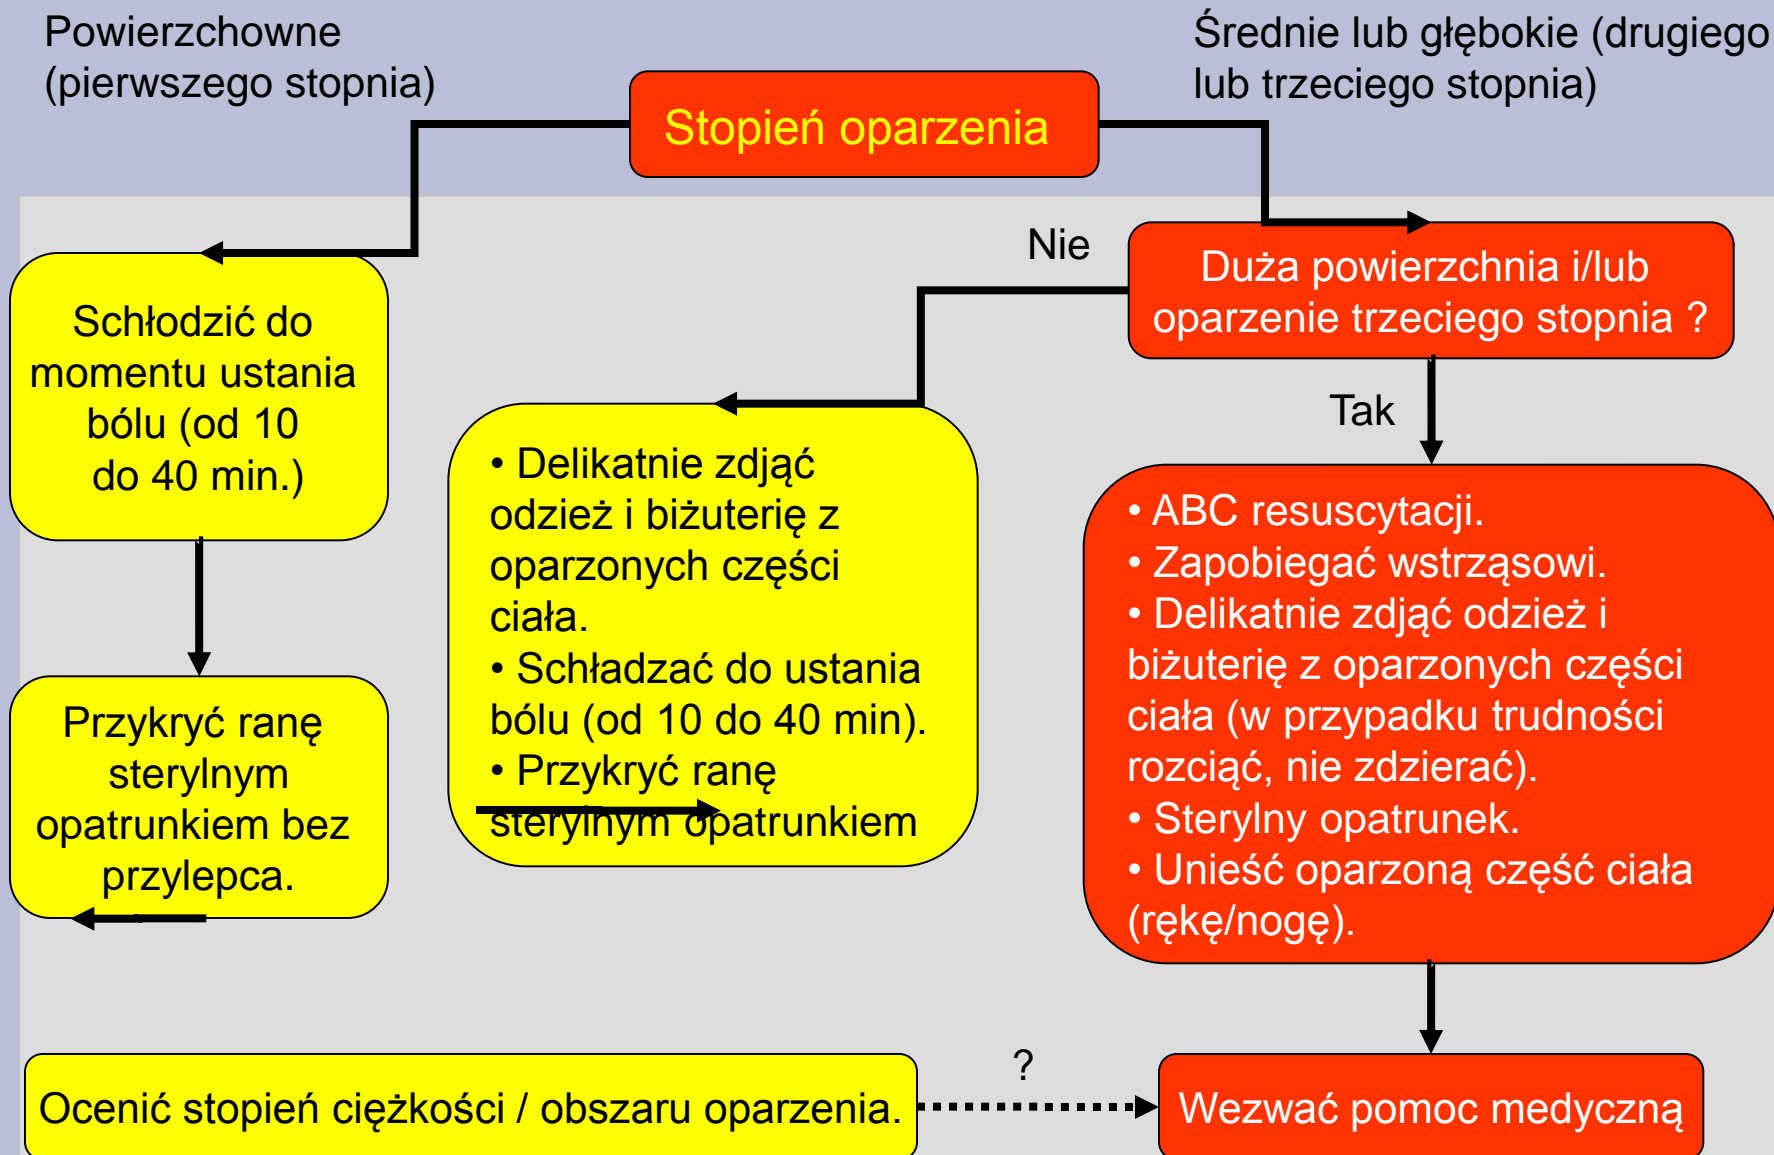 Powierzchowne
(pierwszego stopnia)
Średnie lub głębokie (drugiego
lub trzeciego stopnia)
Stopień oparzenia
Schłodzić do
momentu ustania
bólu (od 10
do 40 min.)
Przykryć ranę
sterylnym
opatrunkiem bez
przylepca.
Nie
Duża powierzchnia i/lub
oparzenie trzeciego stopnia ?
Tak
• Delikatnie zdjąć
odzież i biżuterię z
oparzonych części
ciała.
• Schładzać do ustania
bólu (od 10 do 40 min).
• Przykryć ranę
sterylnym opatrunkiem
• ABC resuscytacji.
• Zapobiegać wstrząsowi.
• Delikatnie zdjąć odzież i
biżuterię z oparzonych części
ciała (w przypadku trudności
rozciąć, nie zdzierać).
• Sterylny opatrunek.
• Unieść oparzoną część ciała
(rękę/nogę).
Ocenić stopień ciężkości / obszaru oparzenia.
?
Wezwać pomoc medyczną